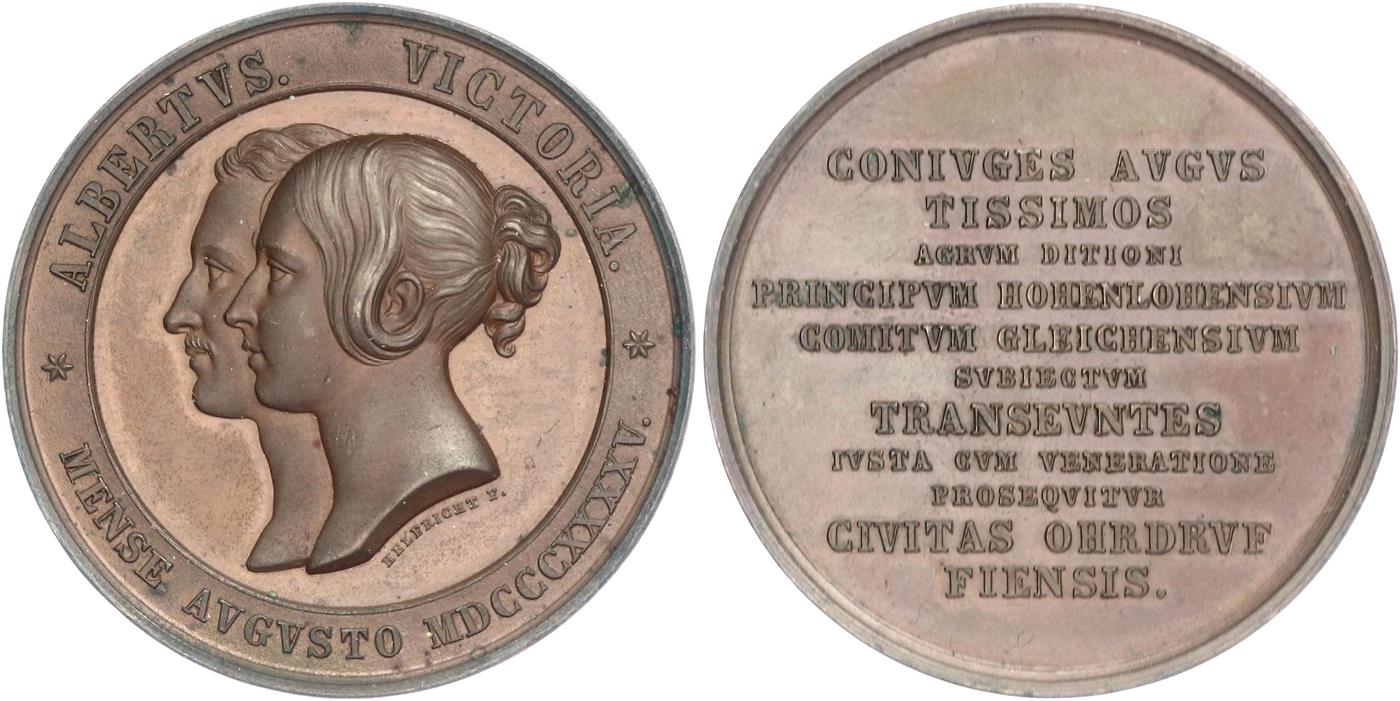 ALBERTVS. VICTORIA.
* MENSE AVGVSTO MDCCCXXXXV. *
HELFRICHT F.
CONIVGES AVGVS
TISSIMOS
AGRVM DITIONI
PRINCIPVM HOHENLOHENSIVM
COMITVM GLEICHENSIVM
SVBIECTVM
TRANSEVNTES
IVSTA CVM VENERATIONE
PROSEQVITVR
CIVITAS OHRDRVF
FIENSIS.